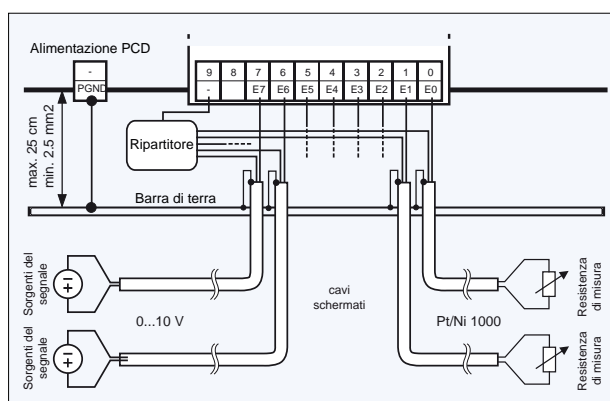 Alimentazione PCD
-
PGND
9 8 7 6 5 4 3 2 1 0
- E7 E6 E5 E4 E3 E2 E1 E0
max. 25 cm
min. 2.5 mm2
Ripartitore
Barra di terra
Sorgenti del
segnale
0...10 V
cavi
schermati
Pt/Ni 1000
Resistenza
di misura
Sorgenti del
segnale
Resistenza
di misura